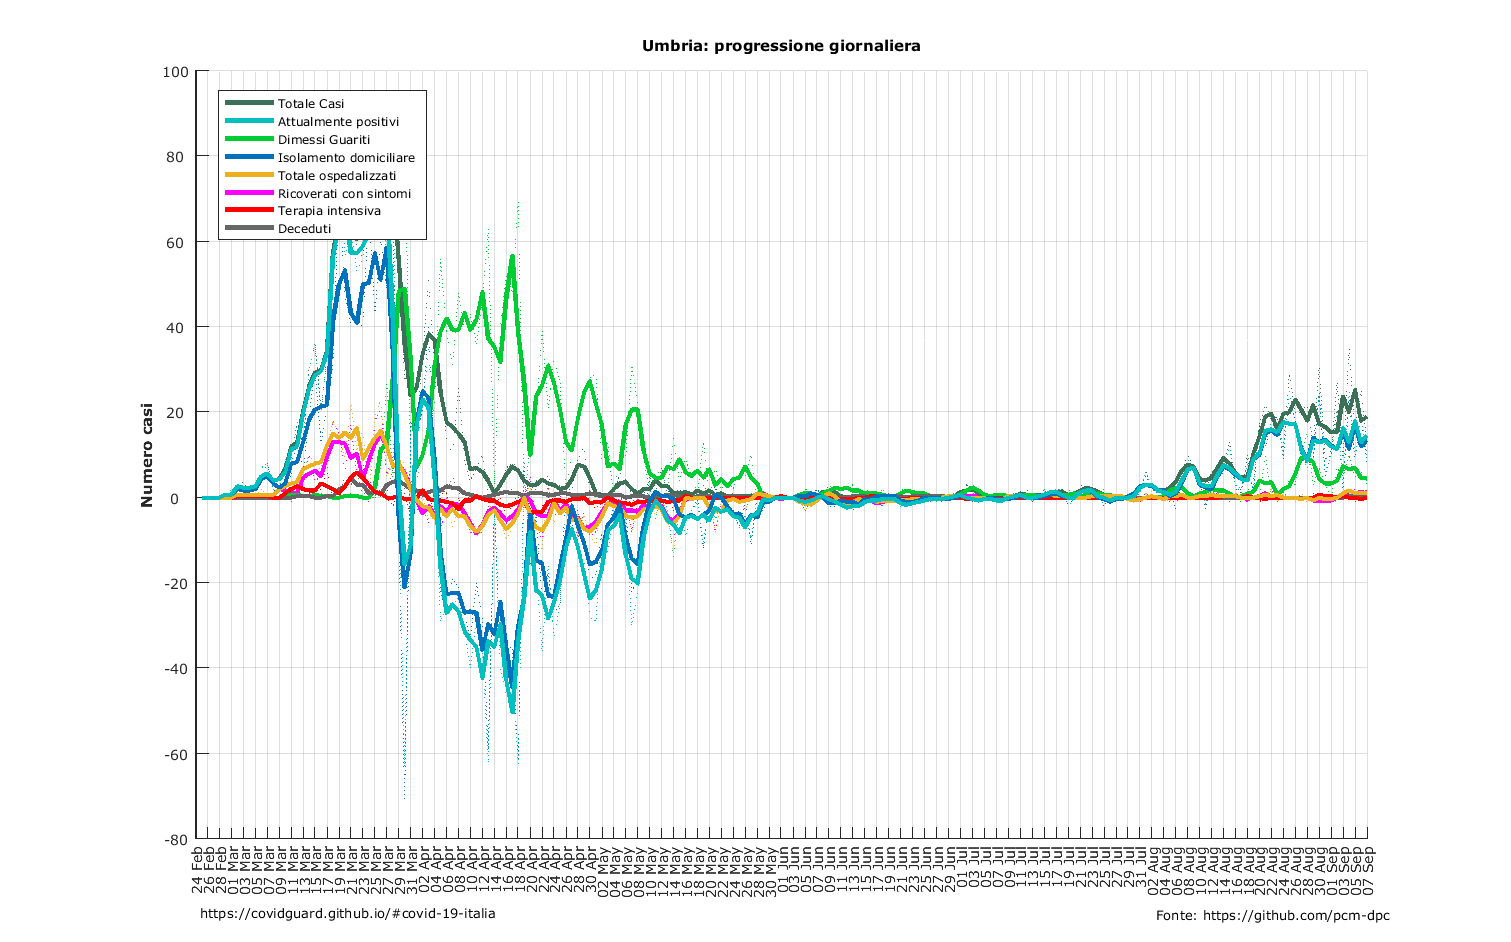 Umbria: progressione giornaliera
100
80
60
40
20
0
-20
-40
-60
-80
Numero casi
Totale Casi
Attualmente positivi
Dimessi Guariti
Isolamento domiciliare
Totale ospedalizzati
Ricoverati con sintomi
Terapia intensiva
Deceduti
24 Feb
26 Feb
28 Feb
01 Mar
03 Mar
05 Mar
07 Mar
09 Mar
11 Mar
13 Mar
15 Mar
17 Mar
19 Mar
21 Mar
23 Mar
25 Mar
27 Mar
29 Mar
31 Mar
02 Apr
04 Apr
06 Apr
08 Apr
10 Apr
12 Apr
14 Apr
16 Apr
18 Apr
20 Apr
22 Apr
24 Apr
26 Apr
28 Apr
30 Apr
02 May
04 May
06 May
08 May
10 May
12 May
14 May
16 May
18 May
20 May
22 May
24 May
26 May
28 May
30 May
01 Jun
03 Jun
05 Jun
07 Jun
09 Jun
11 Jun
13 Jun
15 Jun
17 Jun
19 Jun
21 Jun
23 Jun
25 Jun
27 Jun
29 Jun
01 Jul
03 Jul
05 Jul
07 Jul
09 Jul
11 Jul
13 Jul
15 Jul
17 Jul
19 Jul
21 Jul
23 Jul
25 Jul
27 Jul
29 Jul
31 Jul
02 Aug
04 Aug
06 Aug
08 Aug
10 Aug
12 Aug
14 Aug
16 Aug
18 Aug
20 Aug
22 Aug
24 Aug
26 Aug
28 Aug
30 Aug
01 Sep
03 Sep
05 Sep
07 Sep
https://covidguard.github.io/#covid-19-italia
Fonte: https://github.com/pcm-dpc